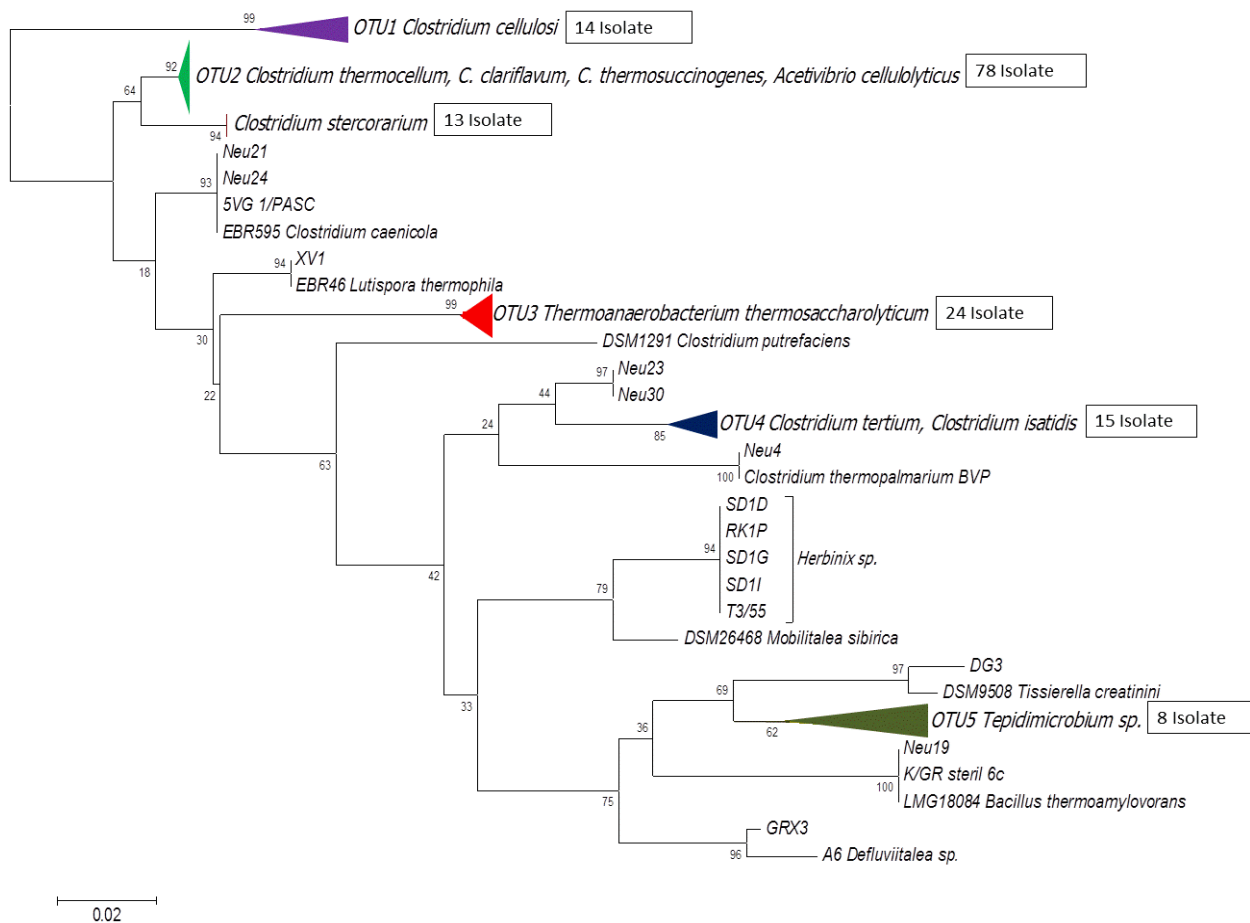 99
OTU1 Clostridium cellulosi 14 Isolate
92
OTU2 Clostridium thermocellum, C. clariflavum, C. thermosuccinogenes, Acetivibrio cellulolyticus 78 Isolate
64
Clostridium stercorarium 13 Isolate
94
Neu21
Neu24
93
5VG 1/PASC
EBR595 Clostridium caenicola
18
XV1
94
EBR46 Lutispora thermophila
99
OTU3 Thermoanaerobacterium thermosaccharolyticum 24 Isolate
30
DSM1291 Clostridium putrefaciens
22
Neu23
97
Neu30
44
OTU4 Clostridium tertium, Clostridium isatidis 15 Isolate
85
24
63
Neu4
100
Clostridium thermopalmarium BVP
SD1D
RK1P
94
SD1G
Herbinix sp.
SD1I
T3/55
42
79
DSM26468 Mobilitalea sibirica
DG3
97
DSM9508 Tissierella creatinini
69
33
OTU5 Tepidimicrobium sp. 8 Isolate
62
36
Neu19
K/GR steril 6c
100
LMG18084 Bacillus thermoamylovorans
75
GRX3
96
A6 Defluviitalea sp.
0.02